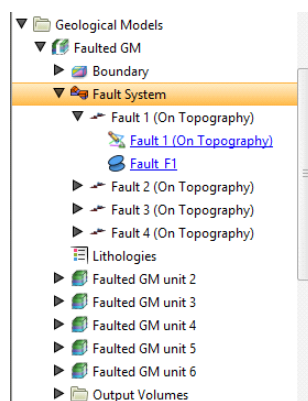 Geological Models
Faulted GM
Boundary
Fault System
Fault 1 (On Topography)
Fault 1 (On Topography)
Fault_F1
Fault 2 (On Topography)
Fault 3 (On Topography)
Fault 4 (On Topography)
Lithologies
Faulted GM unit 2
Faulted GM unit 3
Faulted GM unit 4
Faulted GM unit 5
Faulted GM unit 6
Output Volumes